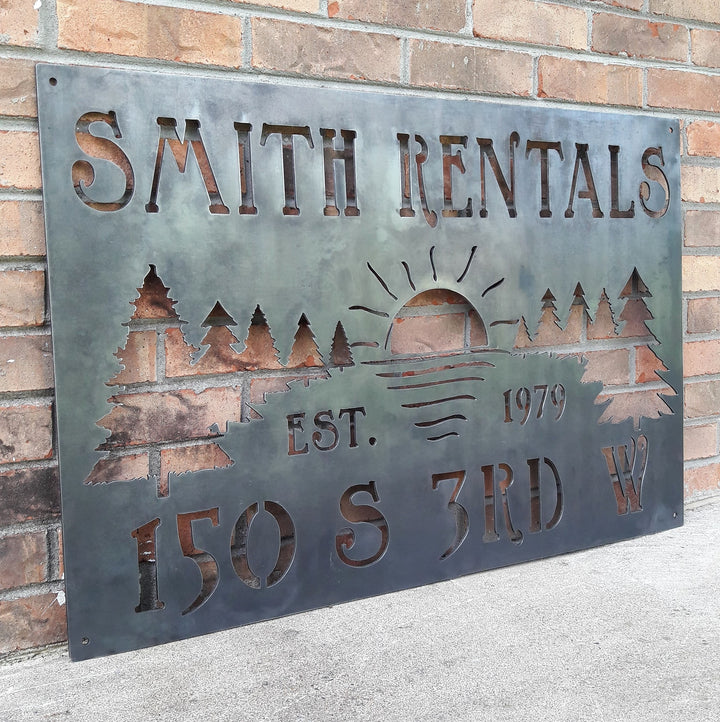 SMITH RENTALS
EST. 1979
150 S 3RD W